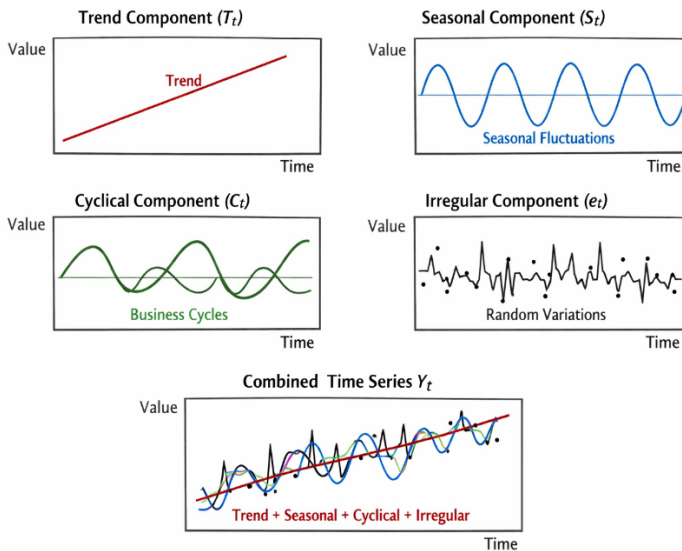 Trend Component (Tt)
Value
Trend
Time
Seasonal Component (St)
Value
Seasonal Fluctuations
Time
Cyclical Component (Ct)
Value
Business Cycles
Time
Irregular Component (et)
Value
Random Variations
Time
Combined Time Series Yt
Value
Trend + Seasonal + Cyclical + Irregular
Time